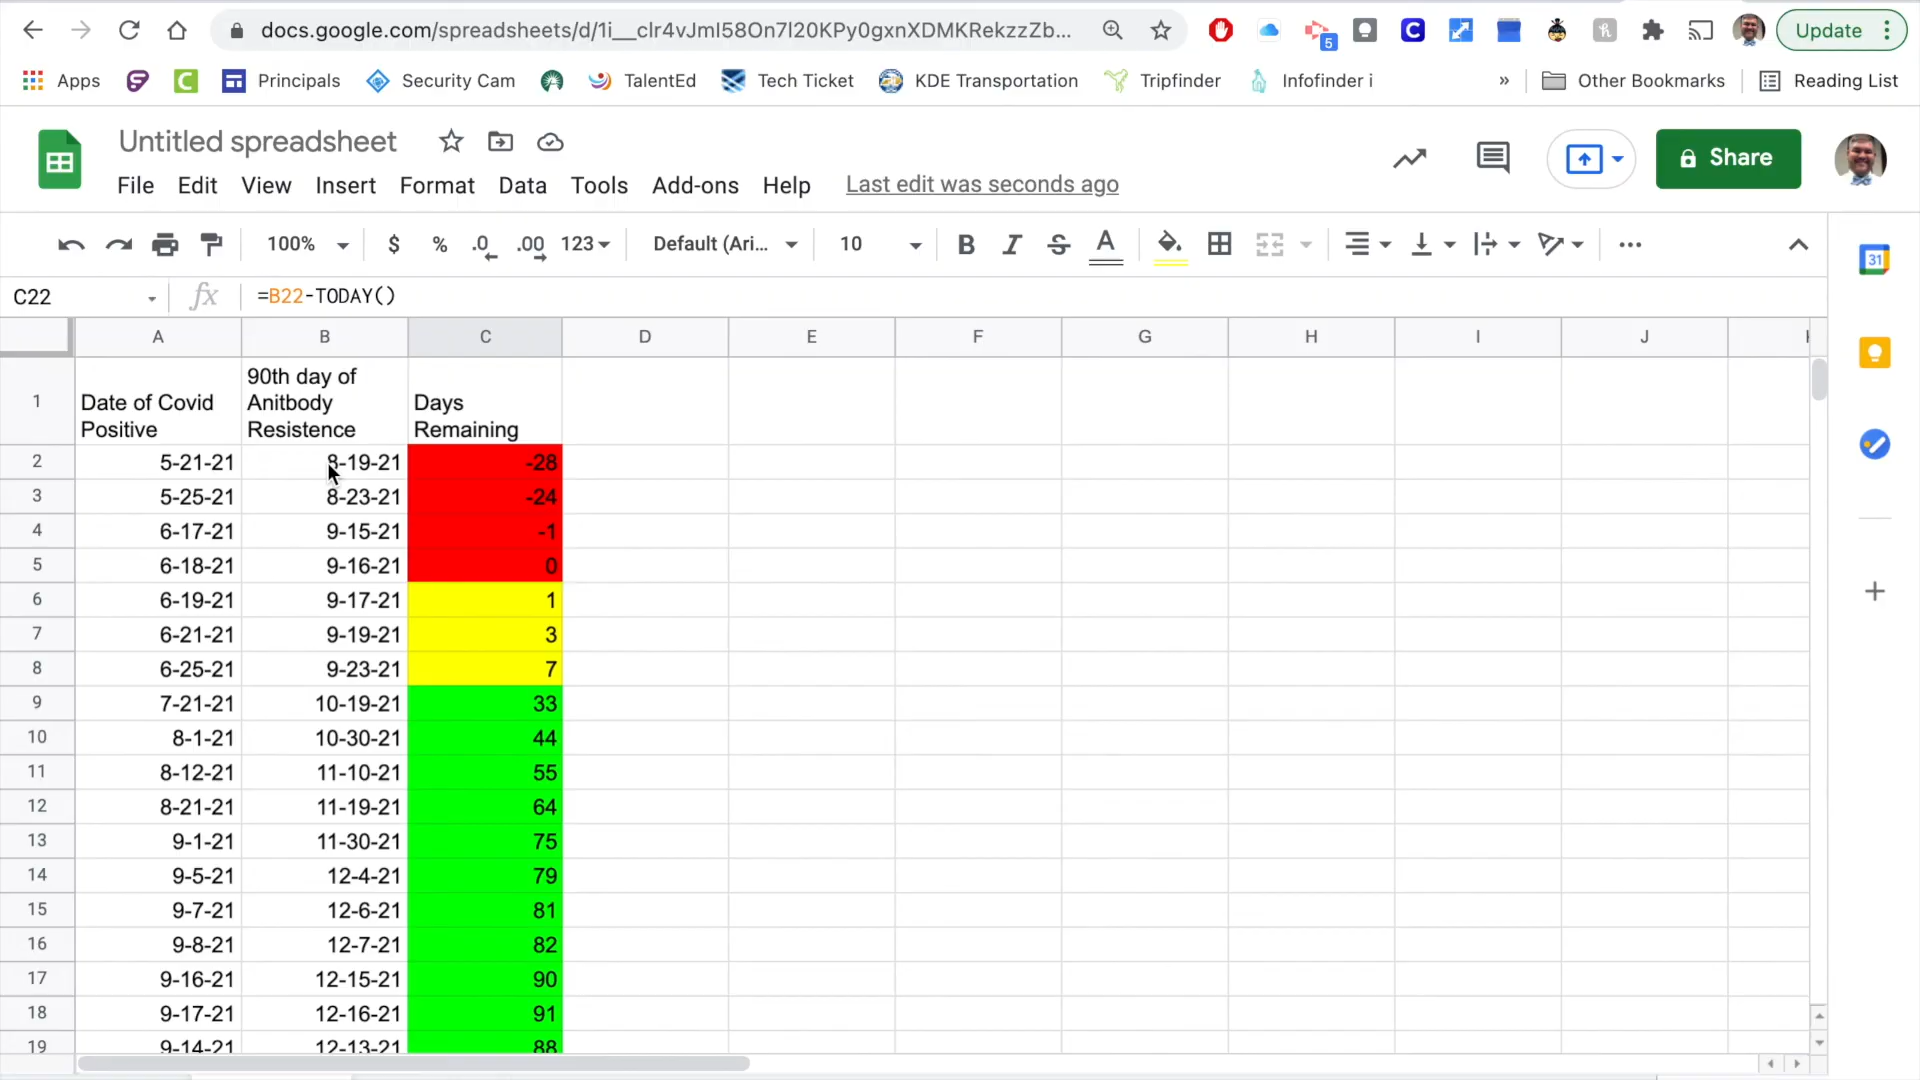 docs.google.com/spreadsheets/d/1i__clr4vJmI58On7l20KPy0gxnXDMKRekzzZb...
5
Update
Apps
Principals
Security Cam
TalentEd
Tech Ticket
KDE Transportation
Tripfinder
Infofinder i
»
Other Bookmarks
Reading List
Untitled spreadsheet
Share
File Edit View Insert Format Data Tools Add-ons Help Last edit was seconds ago
100% $ % .0 .00 123 Default (Ari... 10 B I S A
31
C22 fx =B22-TODAY()
A B C D E F G H I J
1 Date of Covid Positive 90th day of Anitbody Resistence Days Remaining
2 5-21-21 8-19-21 -28
3 5-25-21 8-23-21 -24
4 6-17-21 9-15-21 -1
5 6-18-21 9-16-21 0
6 6-19-21 9-17-21 1
7 6-21-21 9-19-21 3
8 6-25-21 9-23-21 7
9 7-21-21 10-19-21 33
10 8-1-21 10-30-21 44
11 8-12-21 11-10-21 55
12 8-21-21 11-19-21 64
13 9-1-21 11-30-21 75
14 9-5-21 12-4-21 79
15 9-7-21 12-6-21 81
16 9-8-21 12-7-21 82
17 9-16-21 12-15-21 90
18 9-17-21 12-16-21 91
19 9-14-21 12-13-21 88